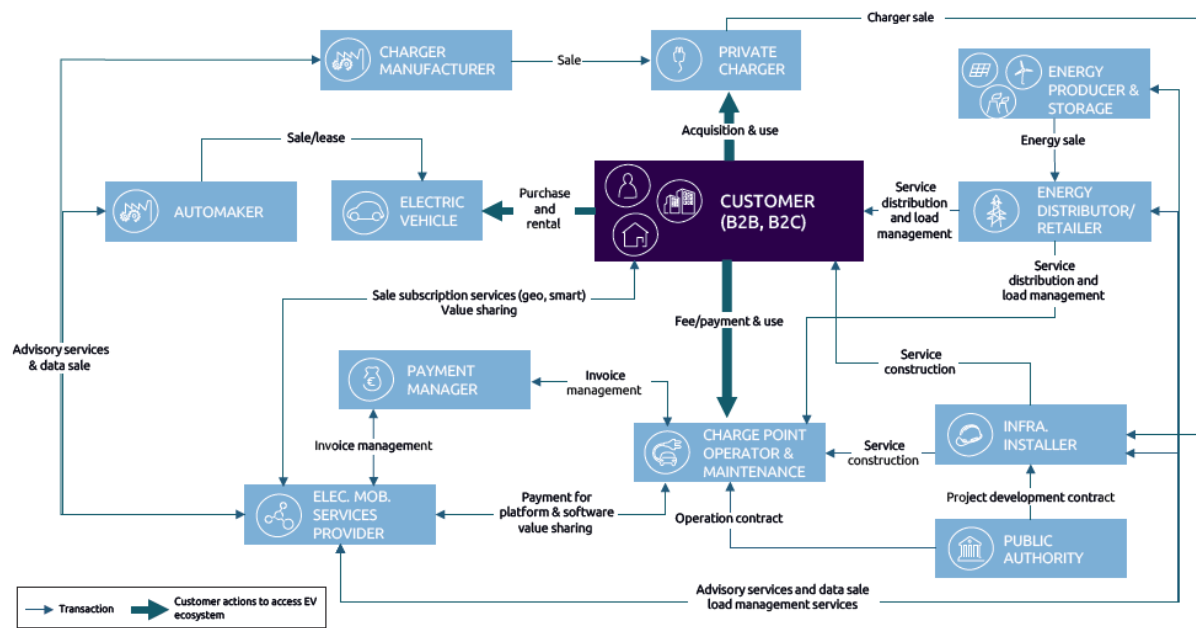 Charger sale
CHARGER
MANUFACTURER
Sale
PRIVATE
CHARGER
ENERGY
PRODUCER &
STORAGE
Acquisition & use
Sale/lease
Energy sale
AUTOMAKER
ELECTRIC
VEHICLE
Purchase
and
rental
CUSTOMER
(B2B, B2C)
Service
distribution
and load
management
ENERGY
DISTRIBUTOR/
RETAILER
Service
distribution and
load management
Sale subscription services (geo, smart)
Value sharing
Fee/payment & use
Advisory services
& data sale
PAYMENT
MANAGER
Invoice
management
Service
construction
Invoice management
CHARGE POINT
OPERATOR &
MAINTENANCE
Service
construction
INFRA.
INSTALLER
ELEC. MOB.
SERVICES
PROVIDER
Payment for
platform & software
value sharing
Operation contract
Project development contract
PUBLIC
AUTHORITY
Advisory services and data sale
load management services
Transaction
Customer actions to access EV
ecosystem